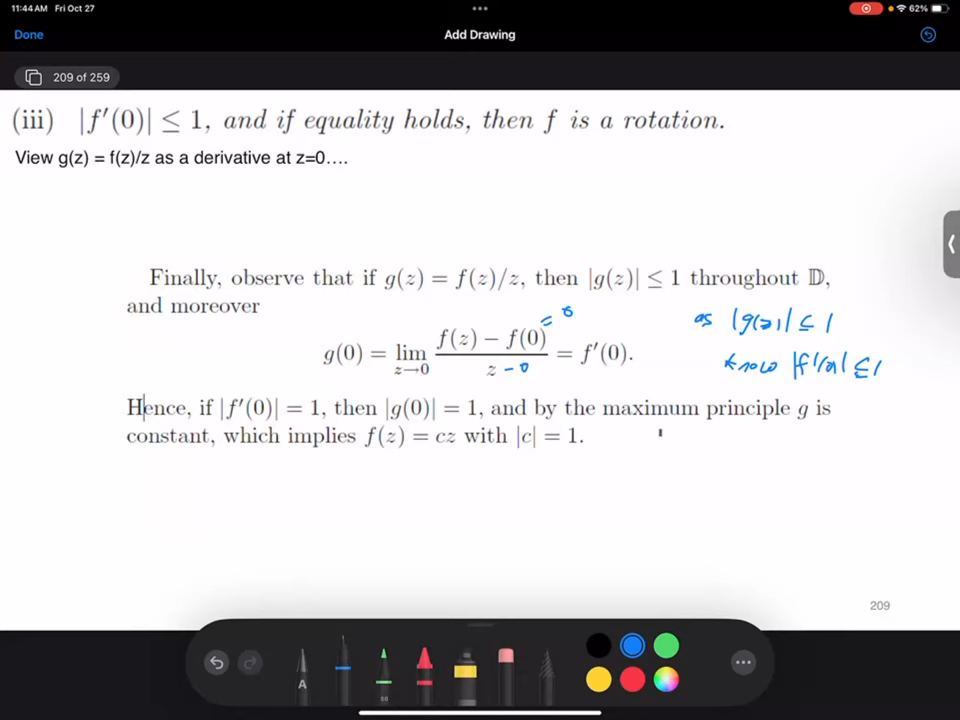 11:44 AM Fri Oct 27
62%
Done
Add Drawing
209 of 259
(iii) |f′(0)| ≤ 1, and if equality holds, then f is a rotation.
View g(z) = f(z)/z as a derivative at z=0....
Finally, observe that if g(z) = f(z)/z, then |g(z)| ≤ 1 throughout 𝔻,
and moreover
= 0
as |g(z)| ≤ 1
g(0) = lim z→0 f(z) − f(0) / z − 0 = f′(0).
know |f′(0)| ≤ 1
Hence, if |f′(0)| = 1, then |g(0)| = 1, and by the maximum principle g is
constant, which implies f(z) = cz with |c| = 1.
209
A